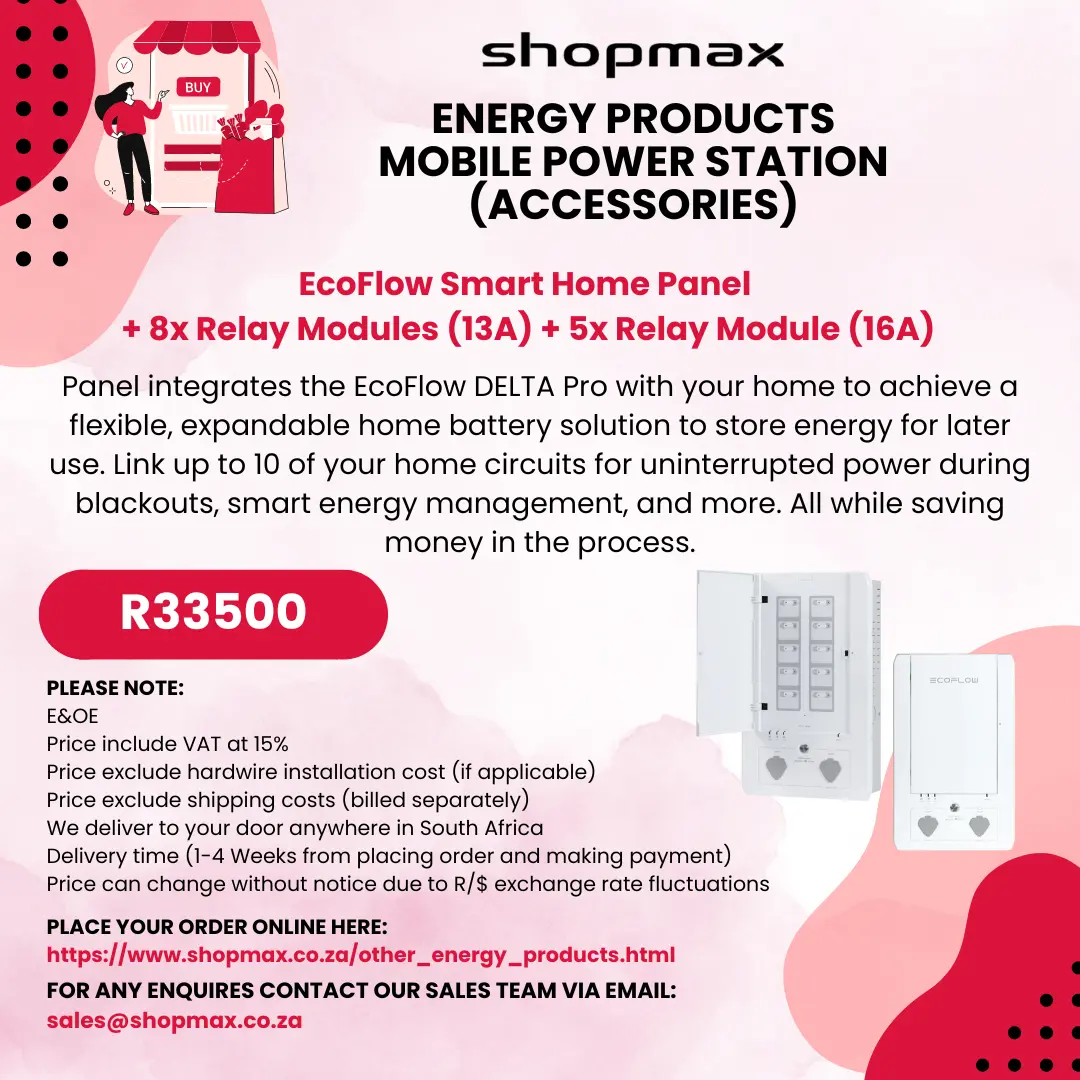 BUY
shopmax
ENERGY PRODUCTS
MOBILE POWER STATION
(ACCESSORIES)
EcoFlow Smart Home Panel
+ 8x Relay Modules (13A) + 5x Relay Module (16A)
Panel integrates the EcoFlow DELTA Pro with your home to achieve a
flexible, expandable home battery solution to store energy for later
use. Link up to 10 of your home circuits for uninterrupted power during
blackouts, smart energy management, and more. All while saving
money in the process.
R33500
ECOFLOW
PLEASE NOTE:
E&OE
Price include VAT at 15%
Price exclude hardwire installation cost (if applicable)
Price exclude shipping costs (billed separately)
We deliver to your door anywhere in South Africa
Delivery time (1-4 Weeks from placing order and making payment)
Price can change without notice due to R/$ exchange rate fluctuations
PLACE YOUR ORDER ONLINE HERE:
https://www.shopmax.co.za/other_energy_products.html
FOR ANY ENQUIRES CONTACT OUR SALES TEAM VIA EMAIL:
sales@shopmax.co.za